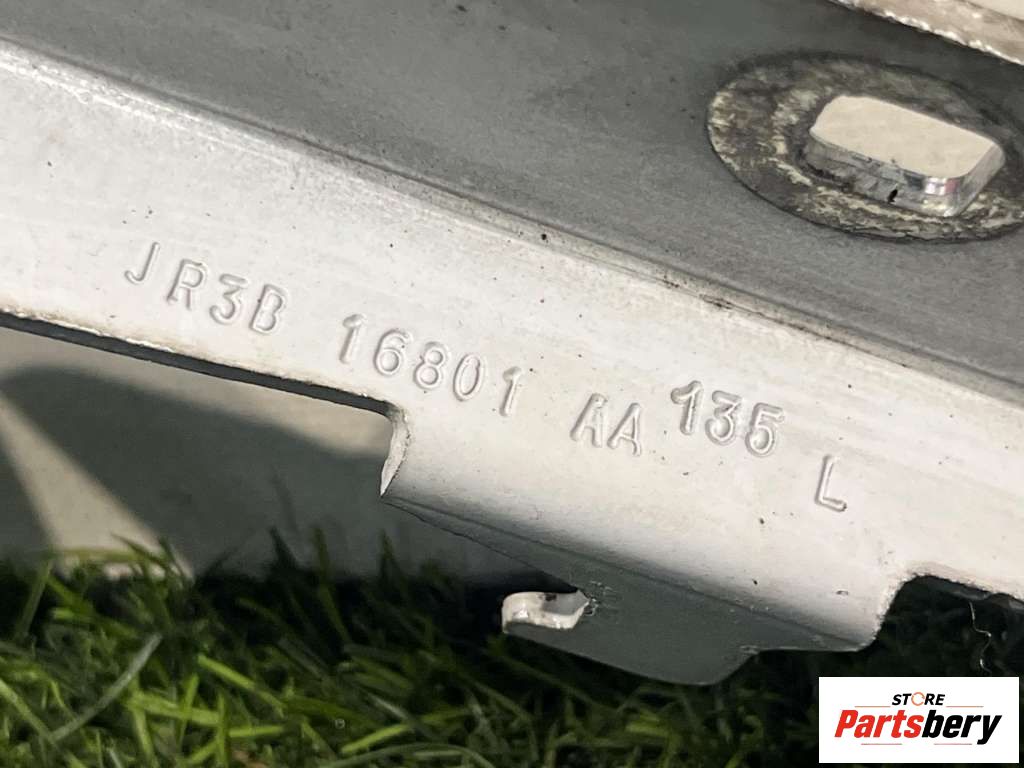 JR3B 16801 AA 135 L
STORE
Partsbery